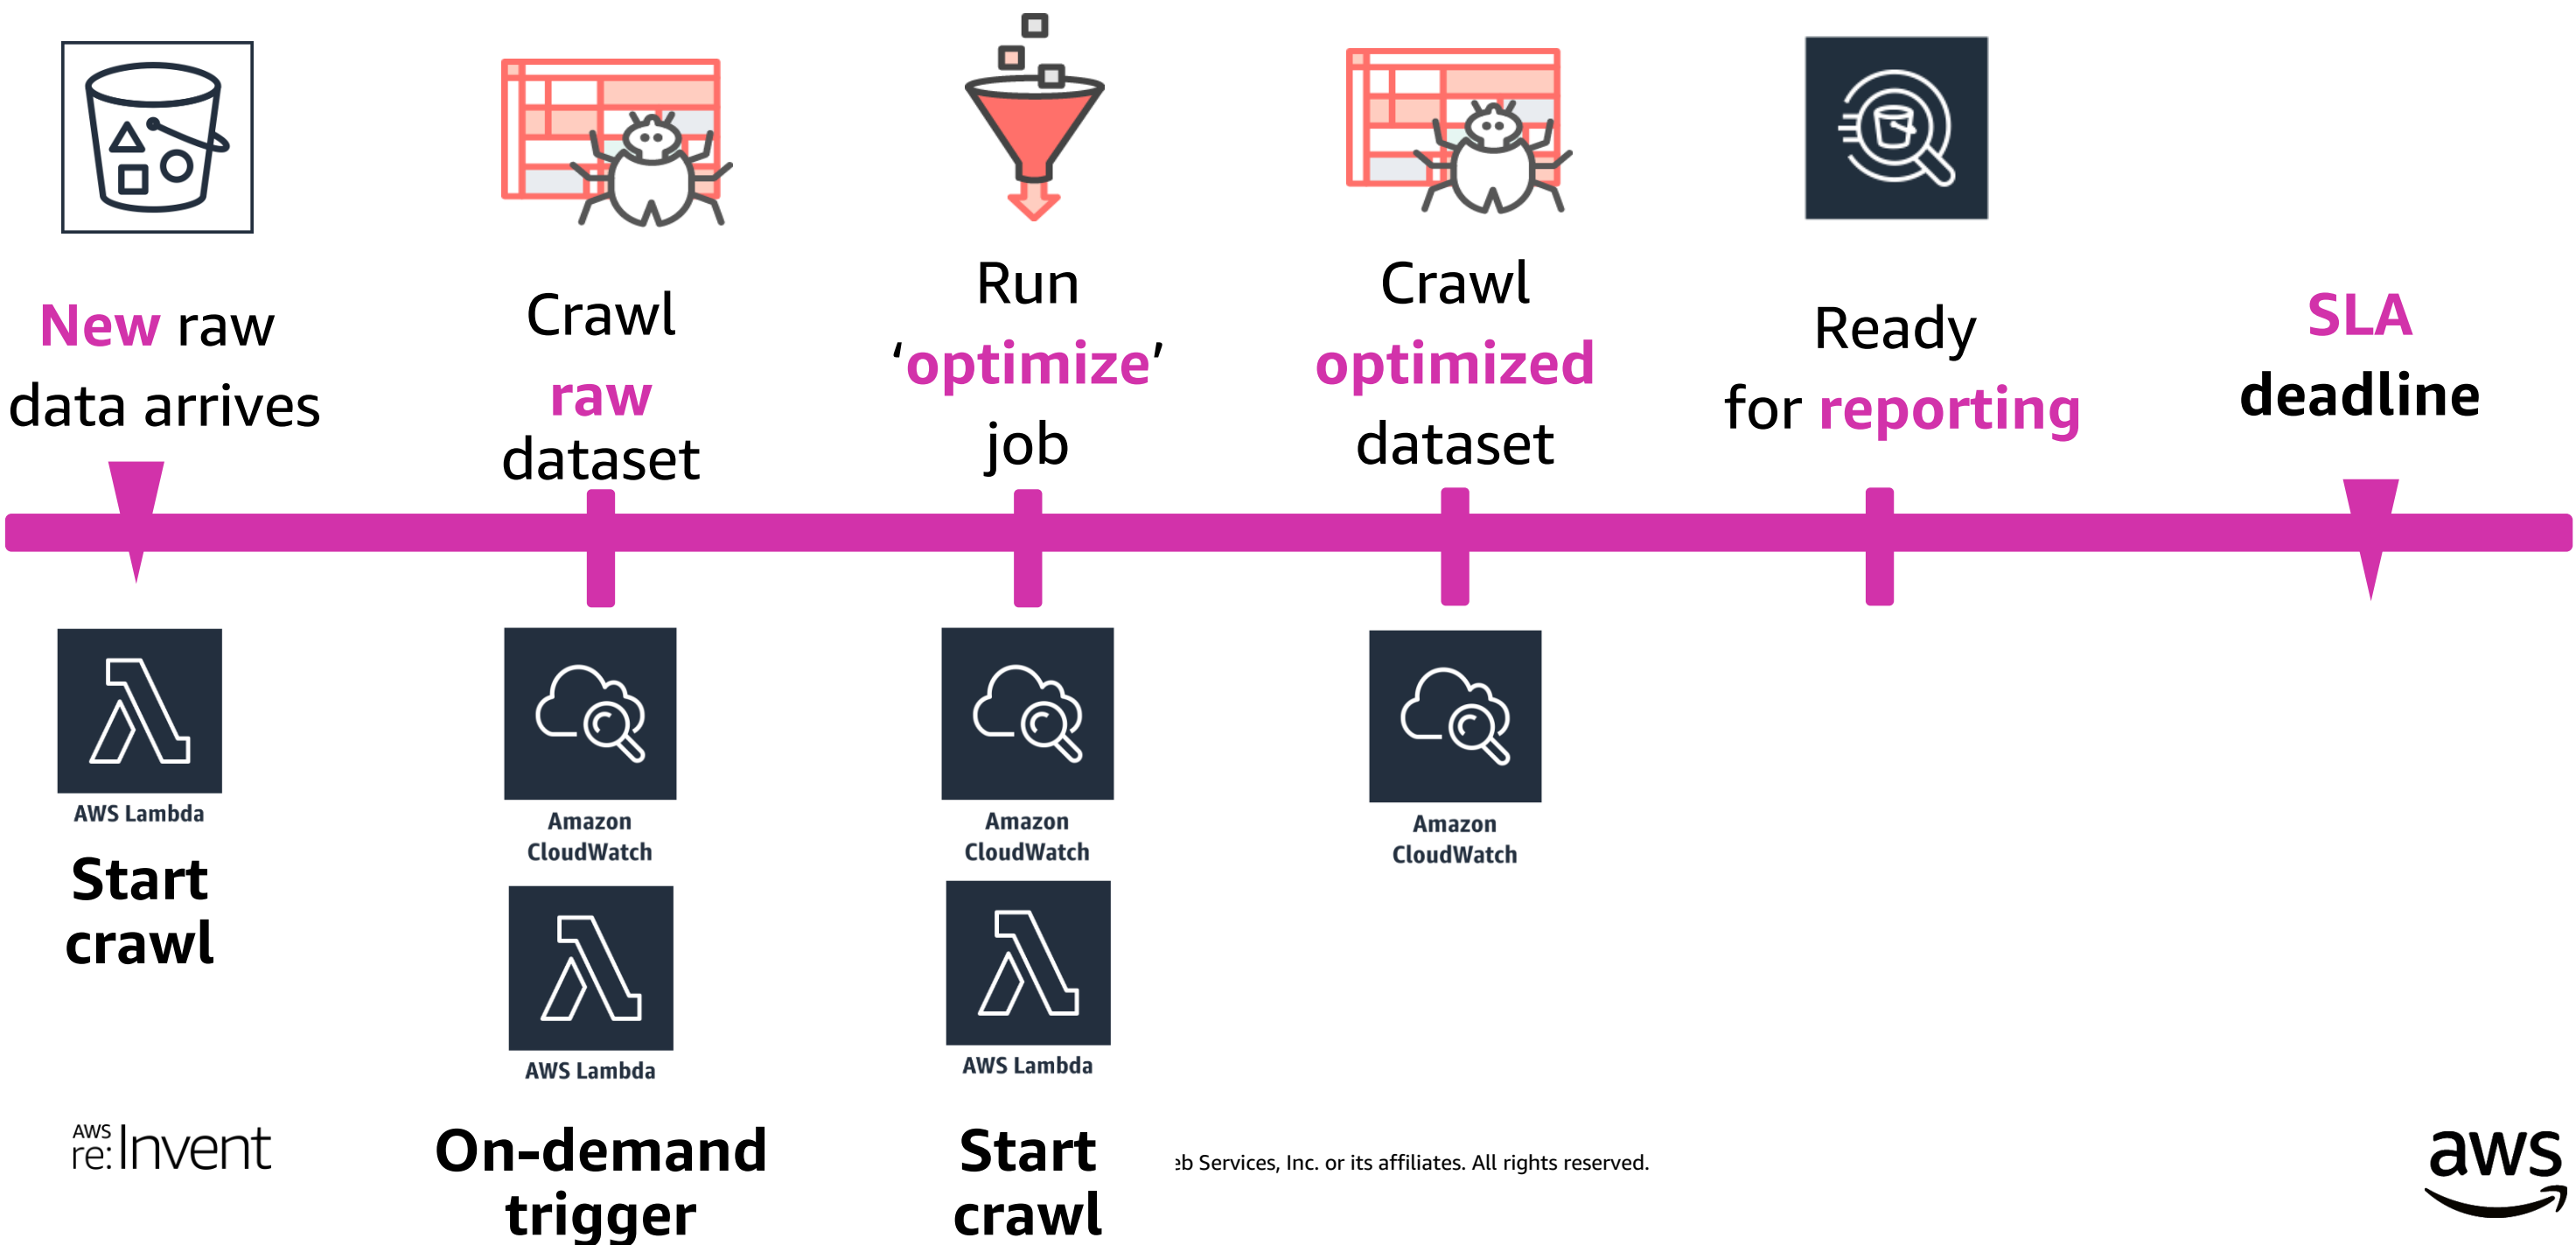 New raw
data arrives
Crawl
raw
dataset
Run
‘optimize’
job
Crawl
optimized
dataset
Ready
for reporting
SLA
deadline
AWS Lambda
Start
crawl
Amazon
CloudWatch
AWS Lambda
On-demand
trigger
Amazon
CloudWatch
AWS Lambda
Start
crawl
Amazon
CloudWatch
AWS
re:Invent
Services, Inc. or its affiliates. All rights reserved.
aws